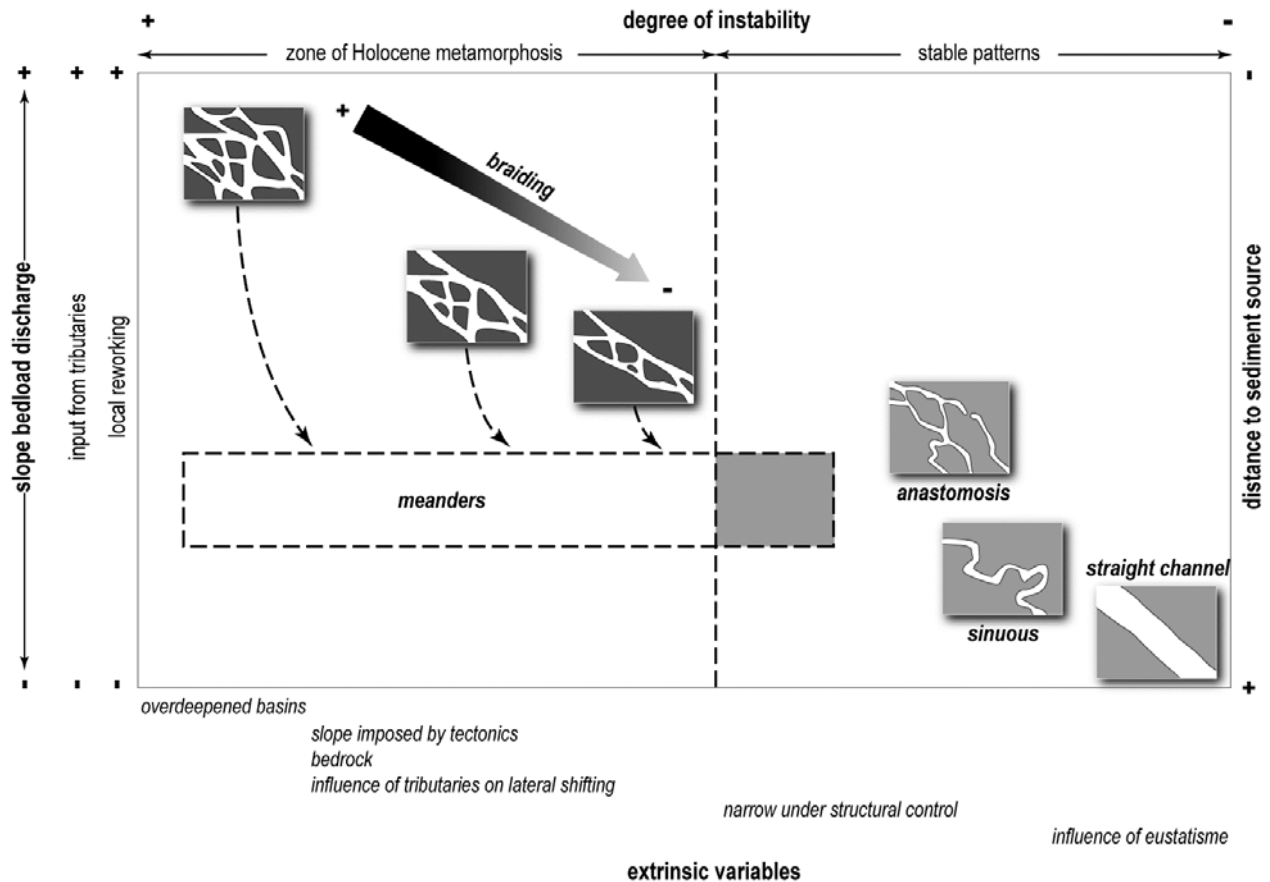 + degree of instability -
zone of Holocene metamorphosis stable patterns
+ + + -
+
braiding
-
slope bedload discharge
input from tributaries
local reworking
distance to sediment source
meanders
anastomosis
straight channel
sinuous
- - - +
overdeepened basins
slope imposed by tectonics
bedrock
influence of tributaries on lateral shifting
narrow under structural control
influence of eustatisme
extrinsic variables